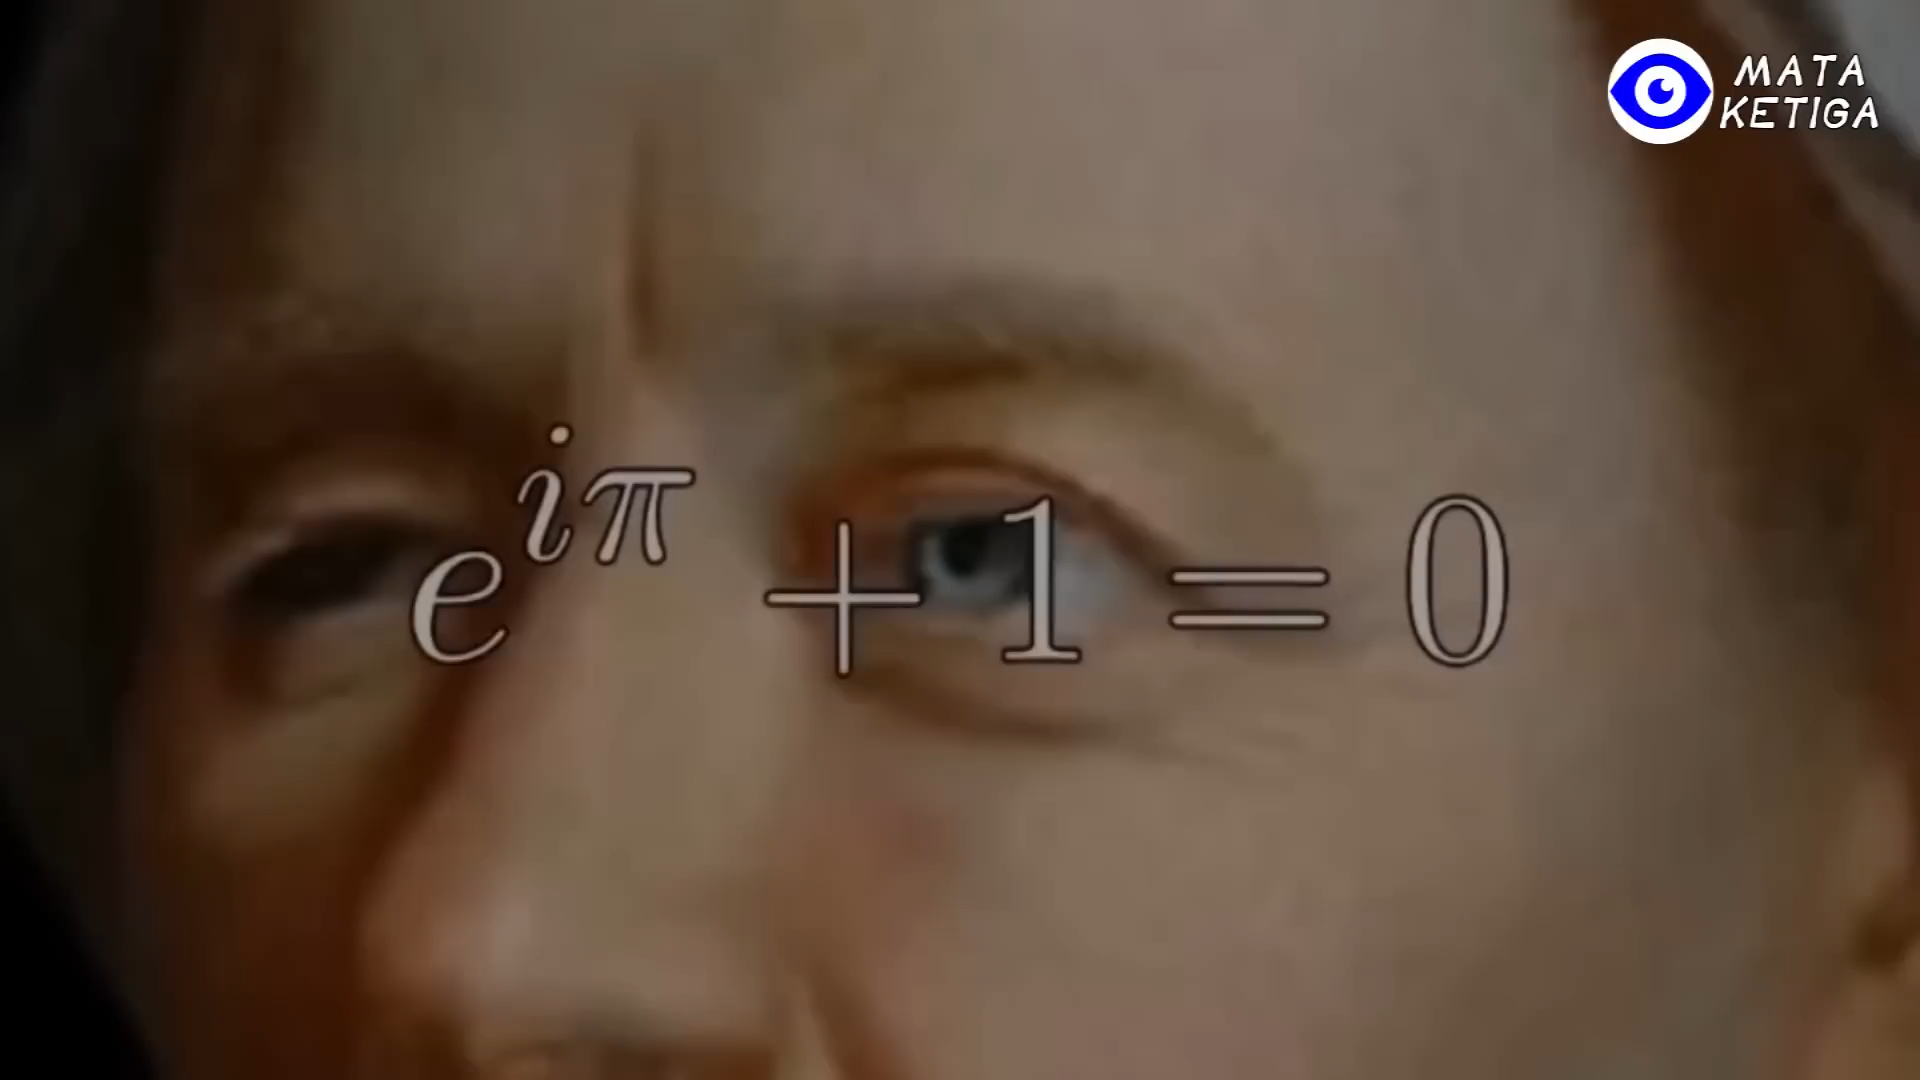 MATA
KETIGA
e^{iπ} + 1 = 0